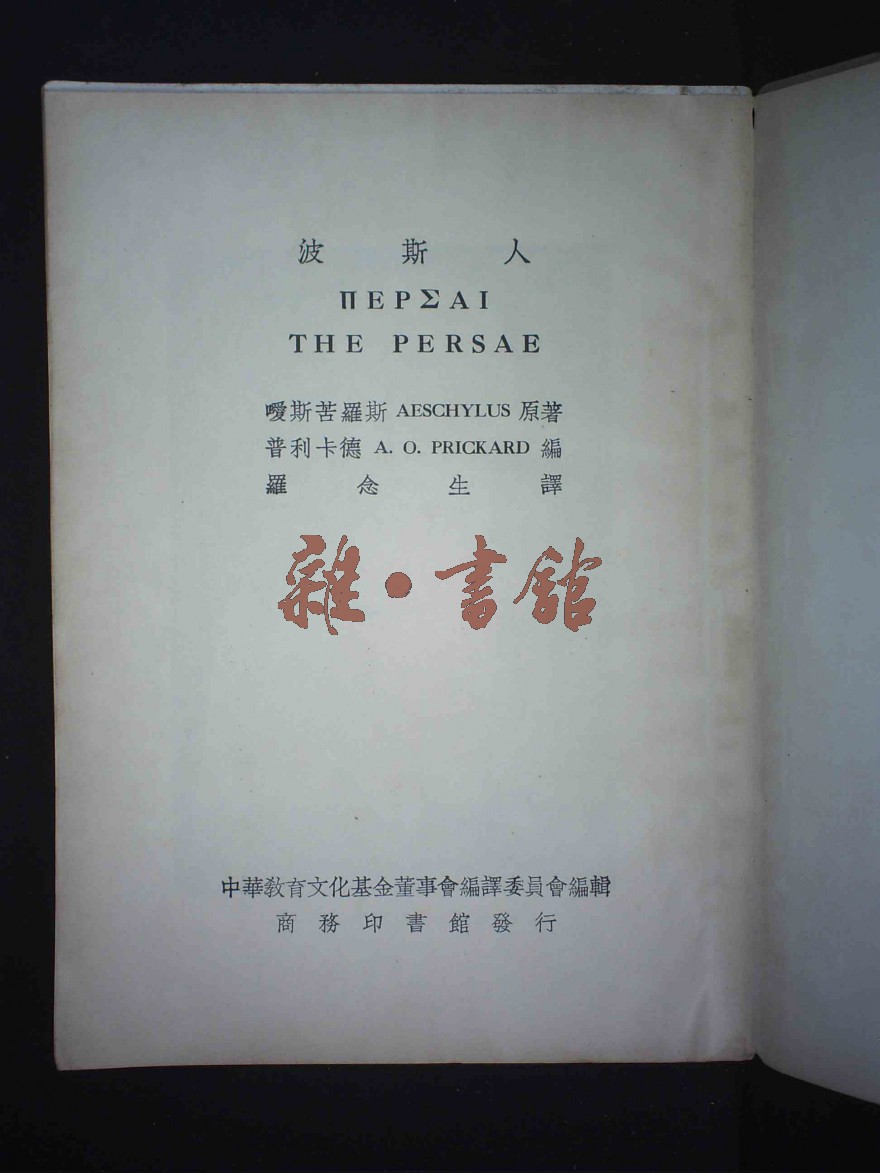 波斯人
ΠΕΡΣΑΙ
THE PERSAE
噯斯苦羅斯 AESCHYLUS 原著
普利卡德 A. O. PRICKARD 編
羅念生譯
雜·書館
中華教育文化基金董事會編譯委員會編輯
商務印書館發行